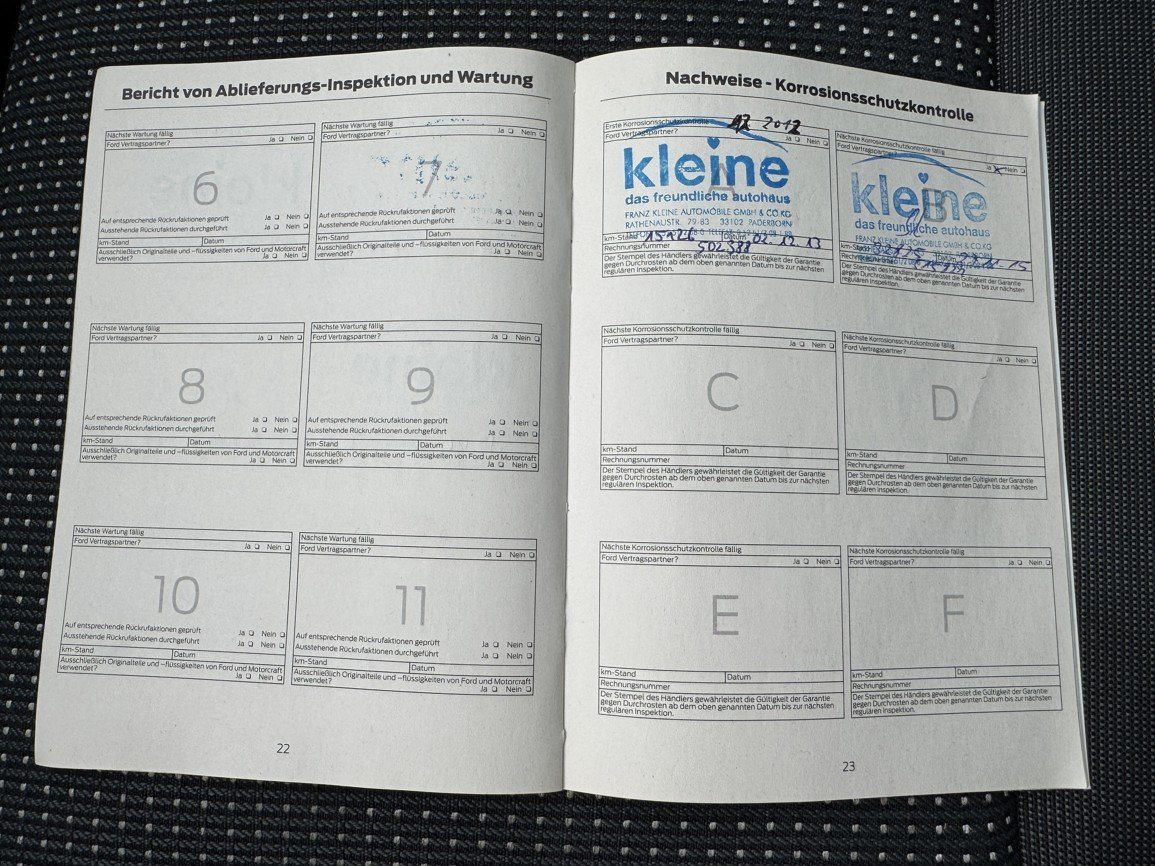 Bericht von Ablieferungs-Inspektion und Wartung
Nächste Wartung fällig
Ford Vertragspartner? Ja Nein
6
Auf entsprechende Rückrufaktionen geprüft Ja Nein
Ausstehende Rückrufaktionen durchgeführt Ja Nein
km-Stand Datum
Ausschließlich Originalteile und –flüssigkeiten von Ford und Motorcraft
verwendet? Ja Nein
Nächste Wartung fällig
Ford Vertragspartner? Ja Nein
7
Auf entsprechende Rückrufaktionen geprüft Ja Nein
Ausstehende Rückrufaktionen durchgeführt Ja Nein
km-Stand Datum
Ausschließlich Originalteile und –flüssigkeiten von Ford und Motorcraft
verwendet? Ja Nein
Nächste Wartung fällig
Ford Vertragspartner? Ja Nein
8
Auf entsprechende Rückrufaktionen geprüft Ja Nein
Ausstehende Rückrufaktionen durchgeführt Ja Nein
km-Stand Datum
Ausschließlich Originalteile und –flüssigkeiten von Ford und Motorcraft
verwendet? Ja Nein
Nächste Wartung fällig
Ford Vertragspartner? Ja Nein
9
Auf entsprechende Rückrufaktionen geprüft Ja Nein
Ausstehende Rückrufaktionen durchgeführt Ja Nein
km-Stand Datum
Ausschließlich Originalteile und –flüssigkeiten von Ford und Motorcraft
verwendet? Ja Nein
Nächste Wartung fällig
Ford Vertragspartner? Ja Nein
10
Auf entsprechende Rückrufaktionen geprüft Ja Nein
Ausstehende Rückrufaktionen durchgeführt Ja Nein
km-Stand Datum
Ausschließlich Originalteile und –flüssigkeiten von Ford und Motorcraft
verwendet? Ja Nein
Nächste Wartung fällig
Ford Vertragspartner? Ja Nein
11
Auf entsprechende Rückrufaktionen geprüft Ja Nein
Ausstehende Rückrufaktionen durchgeführt Ja Nein
km-Stand Datum
Ausschließlich Originalteile und –flüssigkeiten von Ford und Motorcraft
verwendet? Ja Nein
22
Nachweise - Korrosionsschutzkontrolle
Erste Korrosionsschutzkontrolle 2012
Ford Vertragspartner? Ja Nein
A
kleine
das freundliche autohaus
FRANZ KLEINE AUTOMOBILE GMBH & CO KG
RATHENAUSTR. 79-83 33102 PADERBORN
km-Stand Datum 02.12.13
Rechnungsnummer 502588
Der Stempel des Händlers gewährleistet die Gültigkeit der Garantie
gegen Durchrosten ab dem oben genannten Datum bis zur nächsten
regulären Inspektion.
Nächste Korrosionsschutzkontrolle fällig
Ford Vertragspartner? Ja Nein
B
kleine
das freundliche autohaus
FRANZ KLEINE AUTOMOBILE GMBH & CO.KG
Der Stempel des Händlers gewährleistet die Gültigkeit der Garantie
gegen Durchrosten ab dem oben genannten Datum bis zur nächsten
regulären Inspektion.
Nächste Korrosionsschutzkontrolle fällig
Ford Vertragspartner? Ja Nein
C
km-Stand Datum
Rechnungsnummer
Der Stempel des Händlers gewährleistet die Gültigkeit der Garantie
gegen Durchrosten ab dem oben genannten Datum bis zur nächsten
regulären Inspektion.
Nächste Korrosionsschutzkontrolle fällig
Ford Vertragspartner? Ja Nein
D
km-Stand Datum
Rechnungsnummer
Der Stempel des Händlers gewährleistet die Gültigkeit der Garantie
gegen Durchrosten ab dem oben genannten Datum bis zur nächsten
regulären Inspektion.
Nächste Korrosionsschutzkontrolle fällig
Ford Vertragspartner? Ja Nein
E
km-Stand Datum
Rechnungsnummer
Der Stempel des Händlers gewährleistet die Gültigkeit der Garantie
gegen Durchrosten ab dem oben genannten Datum bis zur nächsten
regulären Inspektion.
Nächste Korrosionsschutzkontrolle fällig
Ford Vertragspartner? Ja Nein
F
km-Stand Datum
Rechnungsnummer
Der Stempel des Händlers gewährleistet die Gültigkeit der Garantie
gegen Durchrosten ab dem oben genannten Datum bis zur nächsten
regulären Inspektion.
23